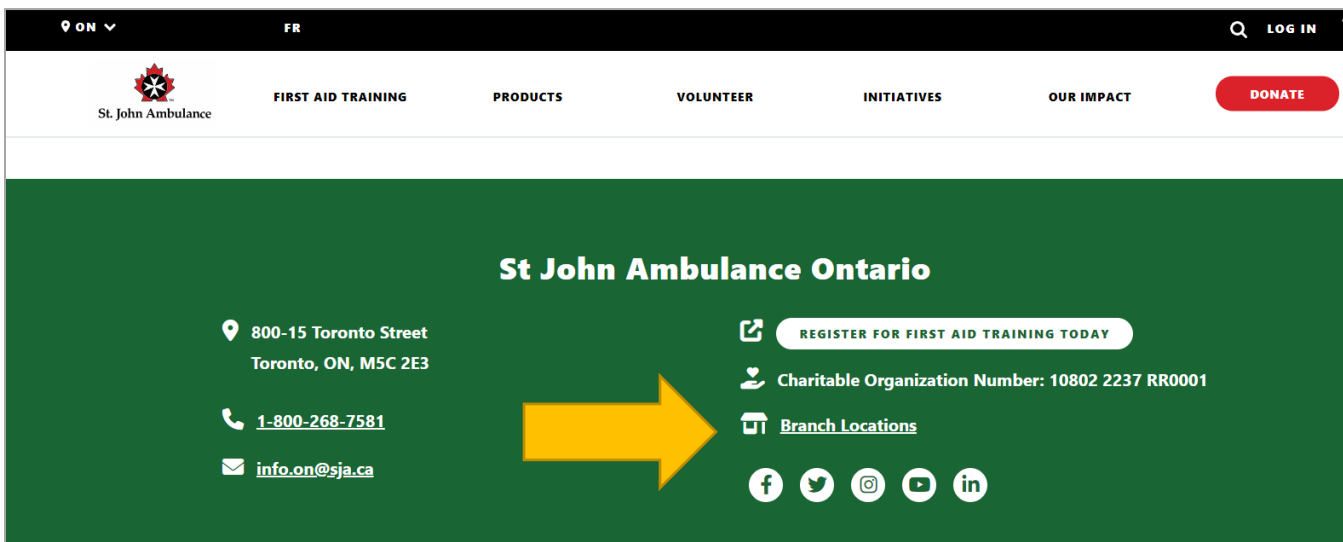 ON
FR
LOG IN
St. John Ambulance
FIRST AID TRAINING
PRODUCTS
VOLUNTEER
INITIATIVES
OUR IMPACT
DONATE
St John Ambulance Ontario
800-15 Toronto Street
Toronto, ON, M5C 2E3
1-800-268-7581
info.on@sja.ca
REGISTER FOR FIRST AID TRAINING TODAY
Charitable Organization Number: 10802 2237 RR0001
Branch Locations